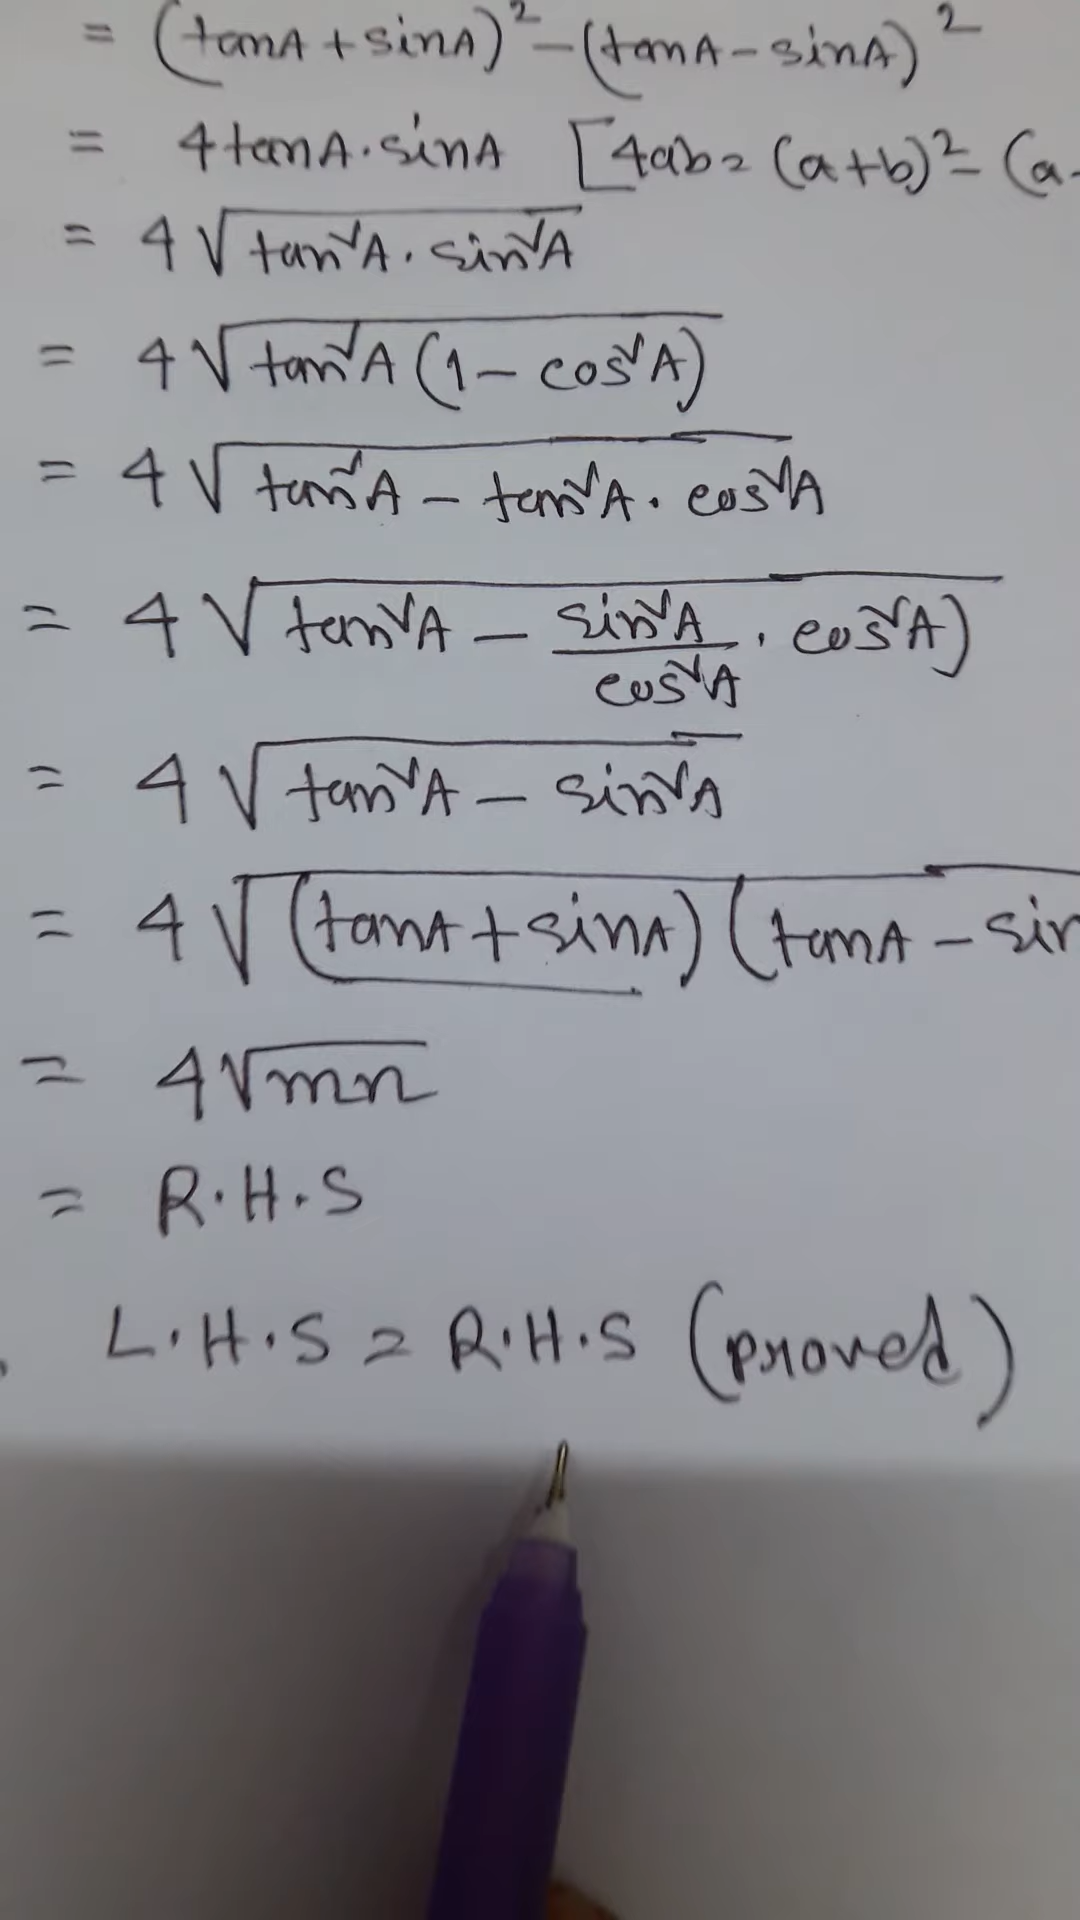 = (tanA + sinA)² - (tanA - sinA)²
= 4tanA·sinA [4ab = (a+b)² - (a-
= 4√tan²A · sin²A
= 4√tan²A (1 - cos²A)
= 4√tan²A - tan²A · cos²A
= 4√tan²A - sin²A/cos²A · cos²A)
= 4√tan²A - sin²A
= 4√(tanA + sinA) (tanA - sin
= 4√mn
= R.H.S
L.H.S = R.H.S (proved)